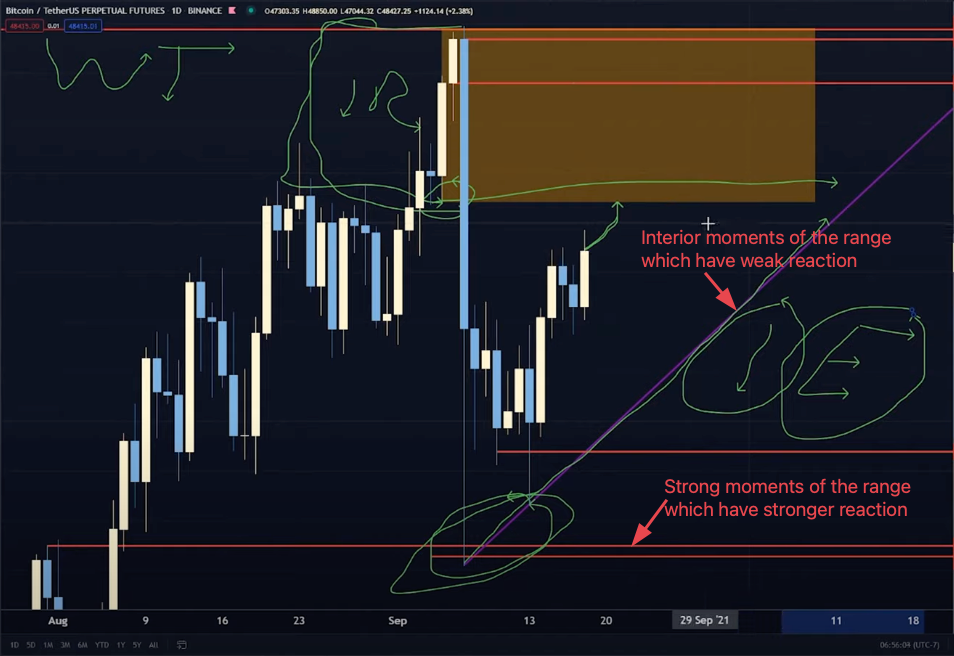 Bitcoin / TetherUS PERPETUAL FUTURES 1D BINANCE O47303.35 H48850.00 L47044.32 C48427.25 +1124.14 (+2.38%)
48415.00 0.01 48415.01
WT
IR
Interior moments of the range
which have weak reaction
I E
Strong moments of the range
which have stronger reaction
Aug 9 16 23 Sep 13 20 29 Sep '21 11 18
1D 5D 1M 3M 6M YTD 1Y 5Y All 06:56:04 (UTC-7)